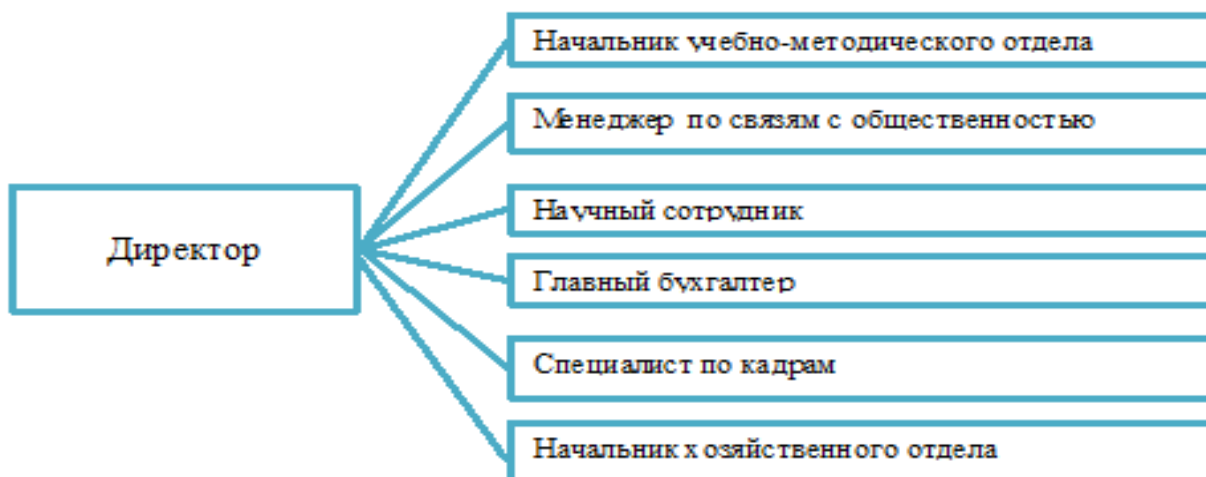 Начальник учебно-методического отдела
Менеджер по связям с общественностью
Научный сотрудник
Директор
Главный бухгалтер
Специалист по кадрам
Начальник хозяйственного отдела